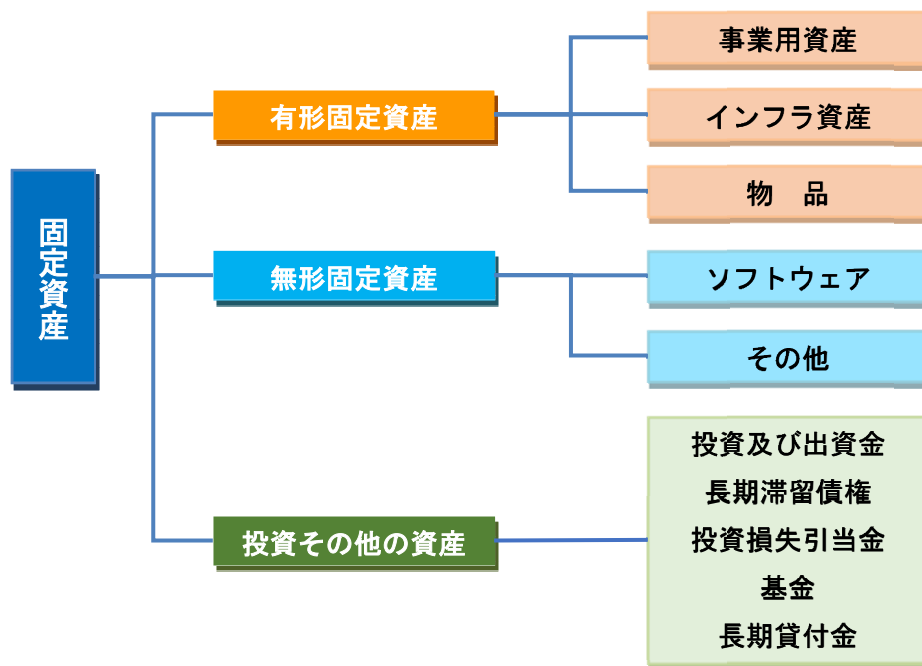 固定資産
有形固定資産
事業用資産
インフラ資産
物　品
無形固定資産
ソフトウェア
その他
投資その他の資産
投資及び出資金
長期滞留債権
投資損失引当金
基金
長期貸付金